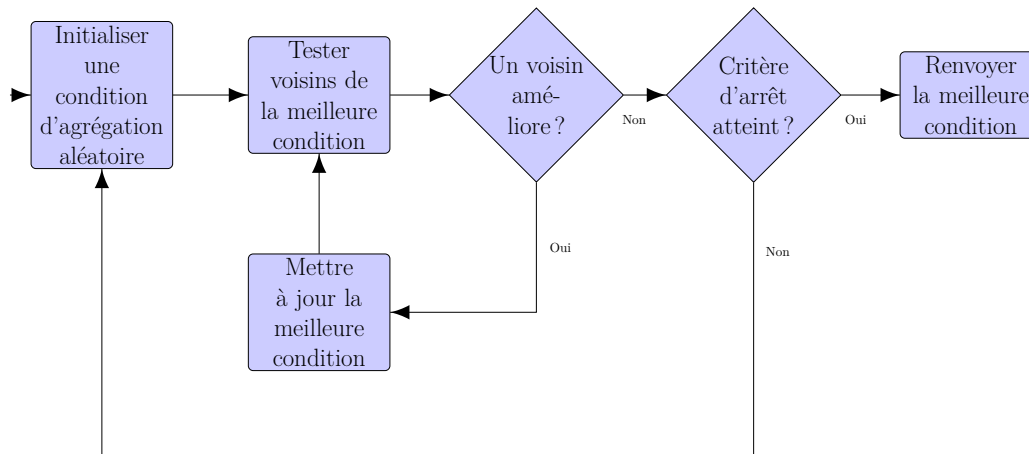 Initialiser
une
condition
d'agrégation
aléatoire
Tester
voisins de
la meilleure
condition
Un voisin
amé-
liore ?
Non
Critère
d'arrêt
atteint ?
Oui
Renvoyer
la meilleure
condition
Oui
Non
Mettre
à jour la
meilleure
condition